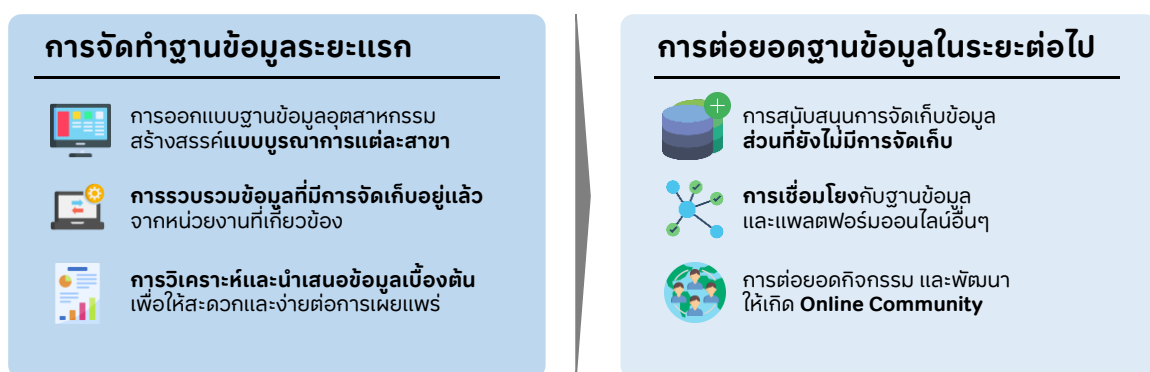 การจัดทำฐานข้อมูลระยะแรก
การออกแบบฐานข้อมูลอุตสาหกรรม
สร้างสรรค์แบบบูรณาการแต่ละสาขา
การรวบรวมข้อมูลที่มีการจัดเก็บอยู่แล้ว
จากหน่วยงานที่เกี่ยวข้อง
การวิเคราะห์และนำเสนอข้อมูลเบื้องต้น
เพื่อให้สะดวกและง่ายต่อการเผยแพร่
การต่อยอดฐานข้อมูลในระยะต่อไป
การสนับสนุนการจัดเก็บข้อมูล
ส่วนที่ยังไม่มีการจัดเก็บ
การเชื่อมโยงกับฐานข้อมูล
และแพลตฟอร์มออนไลน์อื่นๆ
การต่อยอดกิจกรรม และพัฒนา
ให้เกิด Online Community